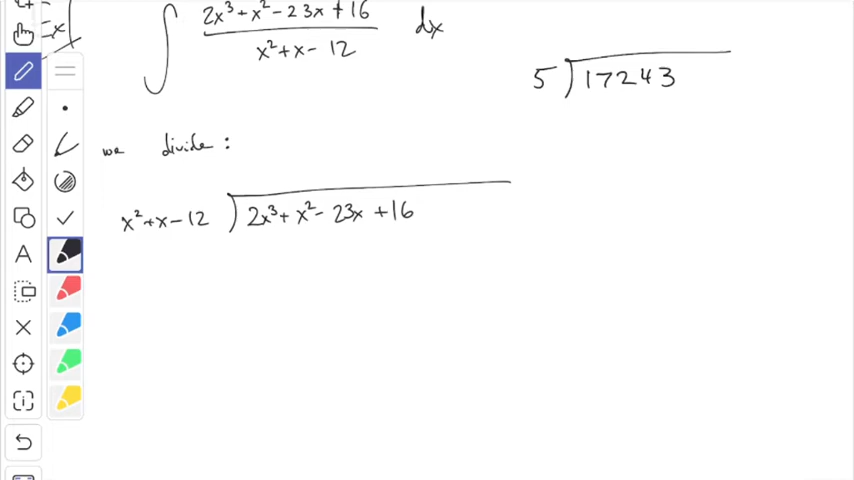 ∫ (2x³+x²-23x+16)/(x²+x-12) dx
5 ) 17243
we divide:
x²+x-12 ) 2x³+x²-23x+16
A